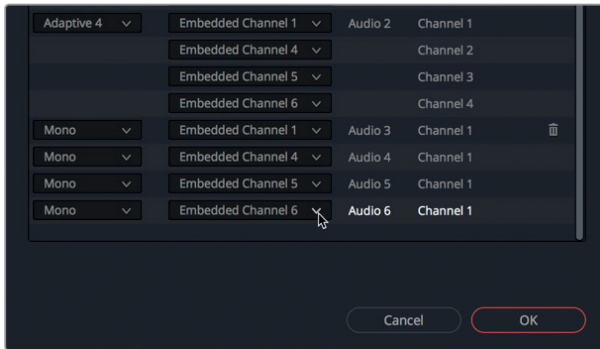 Adaptive 4 Embedded Channel 1 Audio 2 Channel 1
Embedded Channel 4 Channel 2
Embedded Channel 5 Channel 3
Embedded Channel 6 Channel 4
Mono Embedded Channel 1 Audio 3 Channel 1
Mono Embedded Channel 4 Audio 4 Channel 1
Mono Embedded Channel 5 Audio 5 Channel 1
Mono Embedded Channel 6 Audio 6 Channel 1
Cancel OK